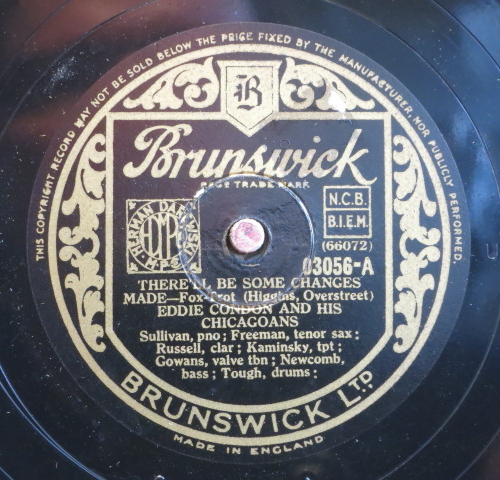 THIS COPYRIGHT RECORD MAY NOT BE SOLD BELOW THE PRICE FIXED BY THE MANUFACTURER, NOR PUBLICLY PERFORMED.
B
Brunswick
REGD TRADE MARK
N.C.B.
B.I.E.M.
(66072)
HERMAN DAREWSKI
03056-A
THERE'LL BE SOME CHANGES
MADE—Fox-Trot (Higgins, Overstreet)
EDDIE CONDON AND HIS
CHICAGOANS
Sullivan, pno; Freeman, tenor sax:
Russell, clar; Kaminsky, tpt;
Gowans, valve tbn; Newcomb,
bass; Tough, drums:
BRUNSWICK LTD
MADE IN ENGLAND